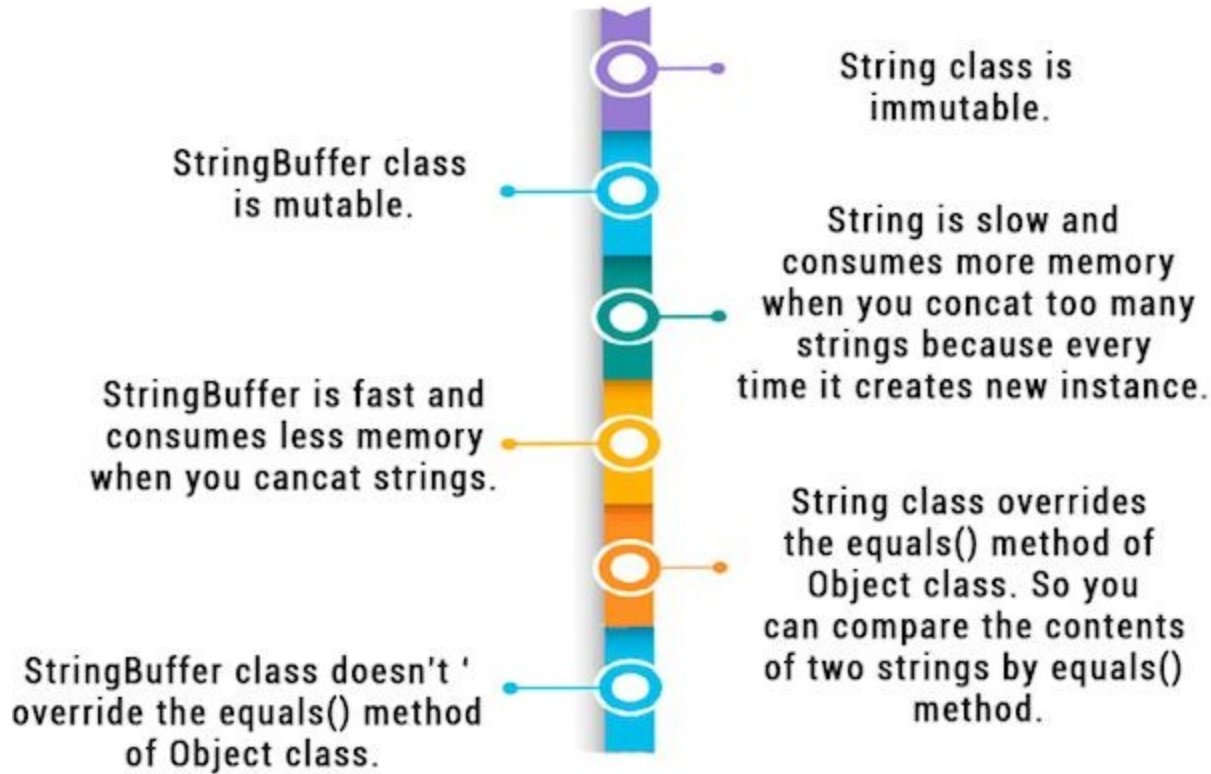 String class is
immutable.
StringBuffer class
is mutable.
String is slow and
consumes more memory
when you concat too many
strings because every
time it creates new instance.
StringBuffer is fast and
consumes less memory
when you cancat strings.
String class overrides
the equals() method of
Object class. So you
can compare the contents
of two strings by equals()
method.
StringBuffer class doesn't ‘
override the equals() method
of Object class.